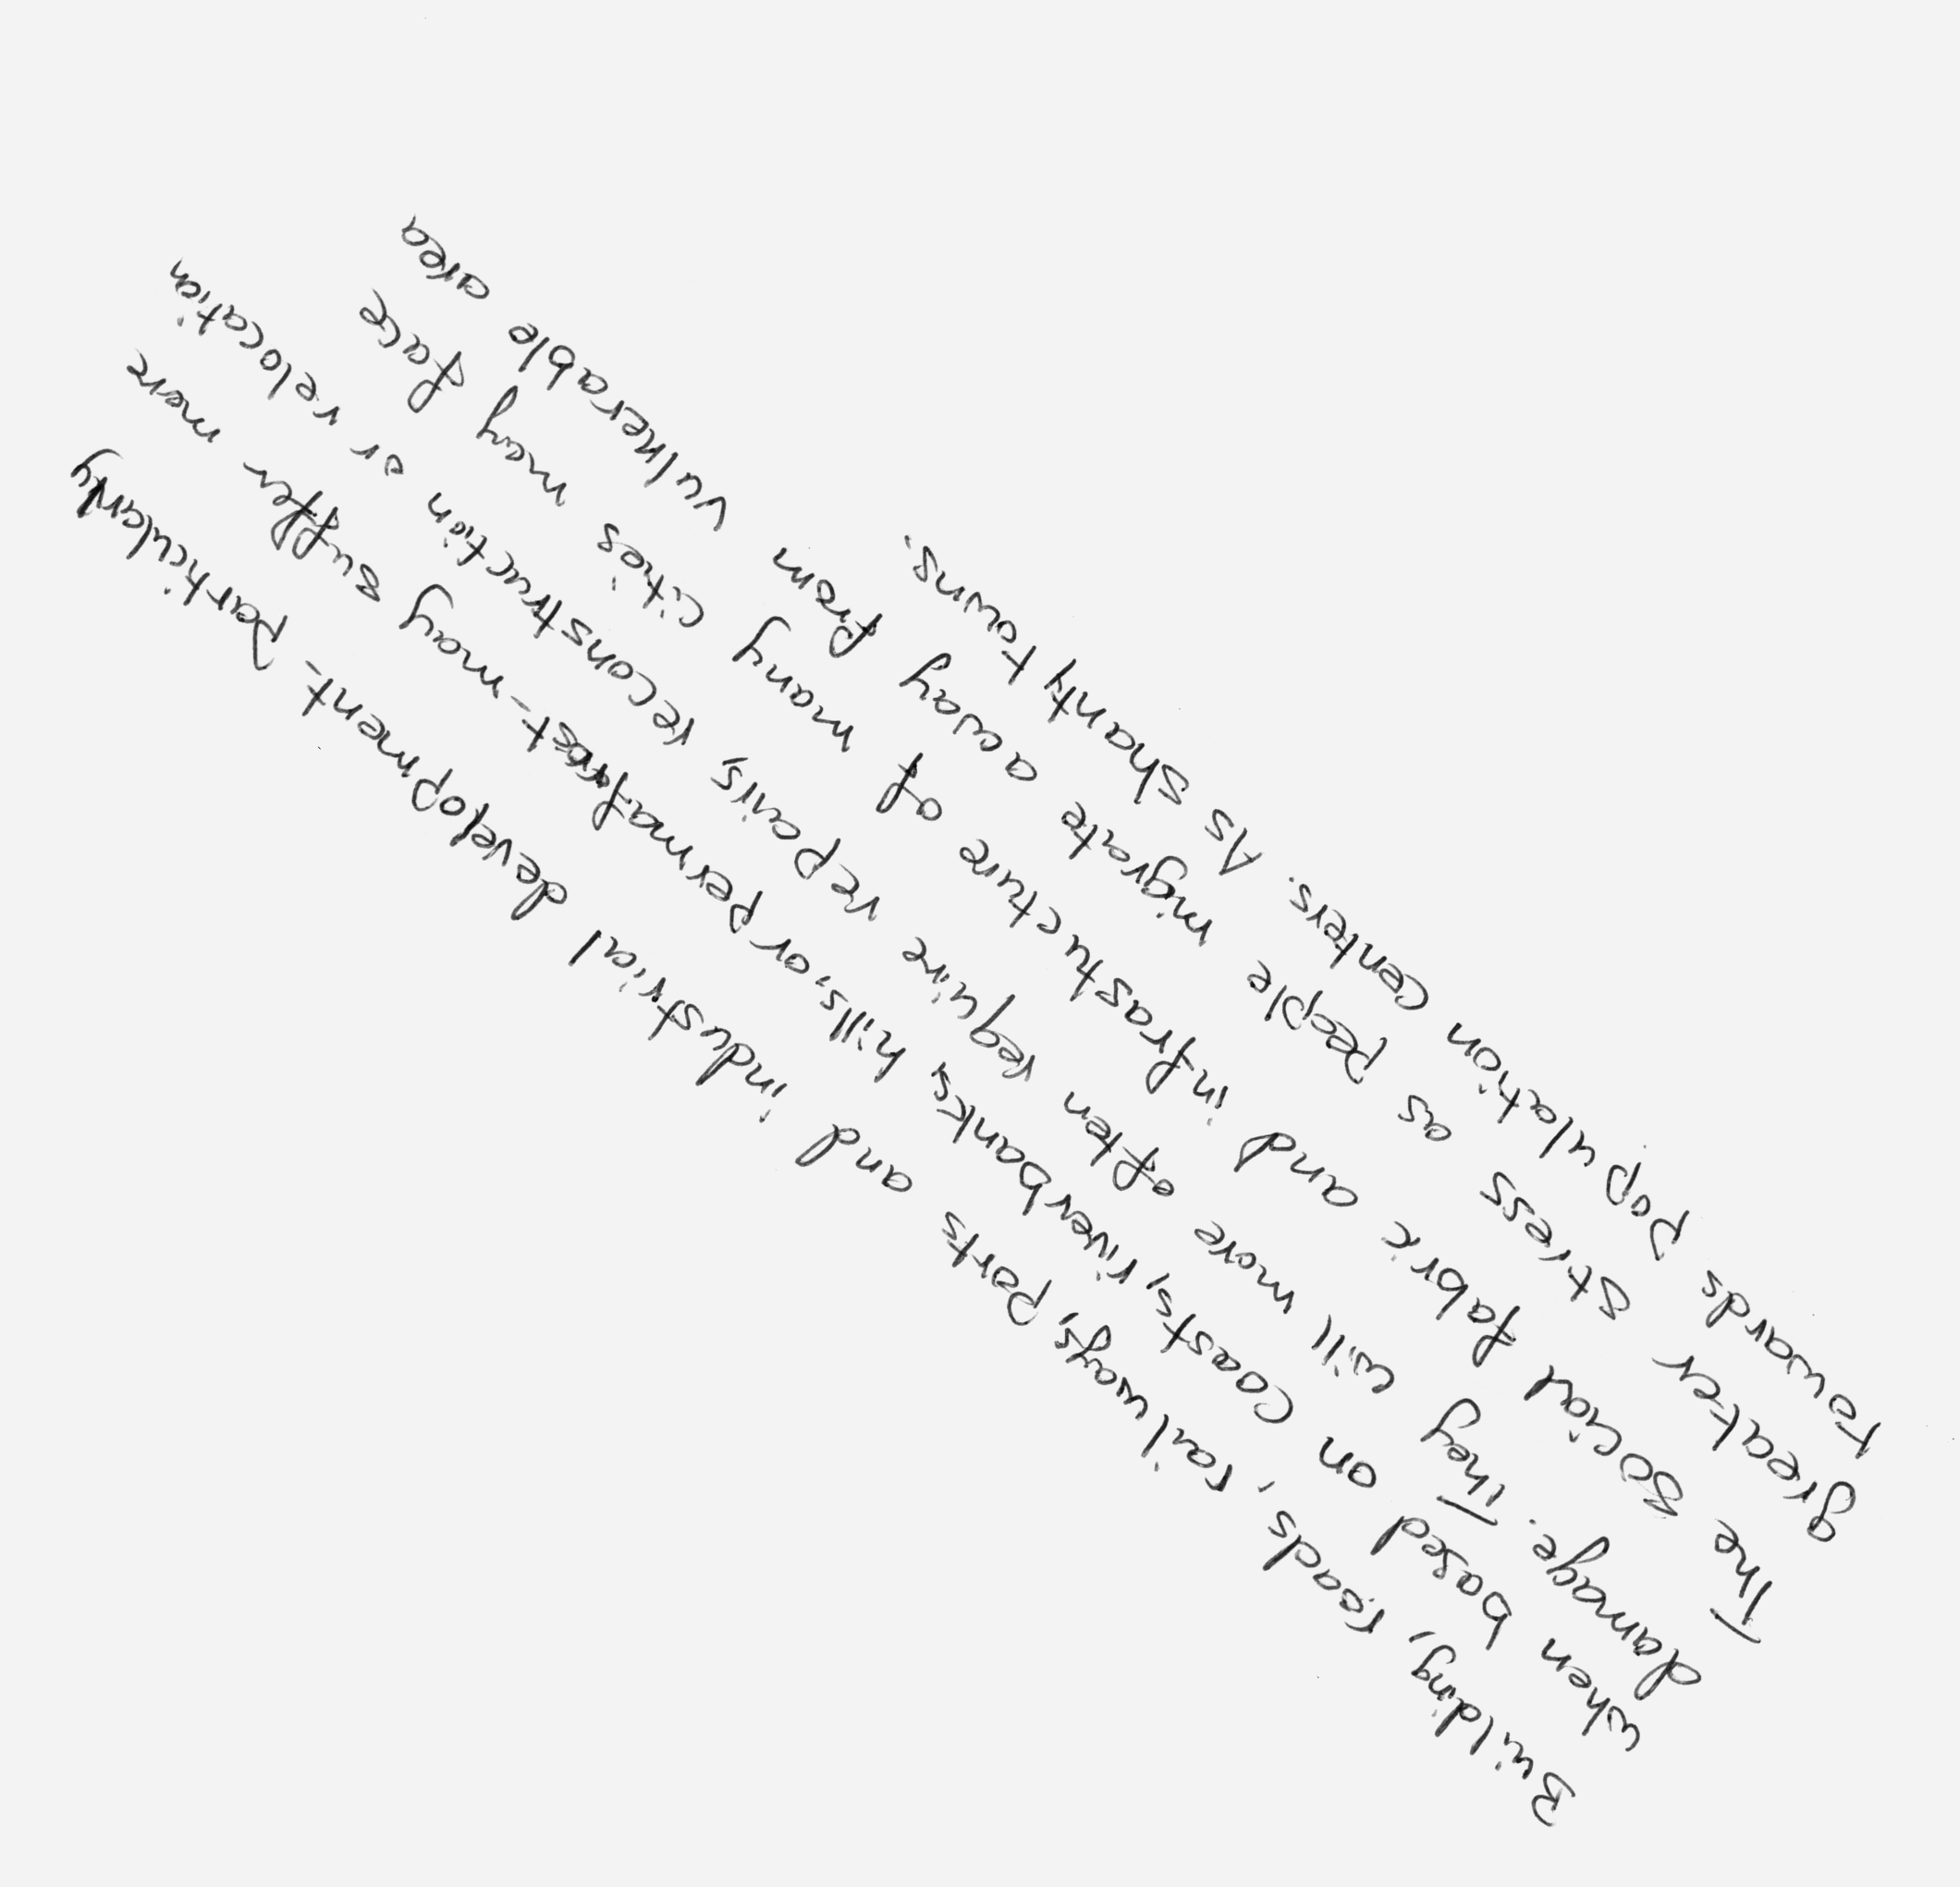 Building, roads, railways, Ports and industrial development- Particularly
when based on Coasts, riverbanks, hills, or permafrost-may suffer more
damage. They will more often require repairs, reconstruction or relocation
The Social fabric and infrastucture of many cities may face
greater stress as People migrate away from vulnerable area
towards Population Centers. As shanty towns.